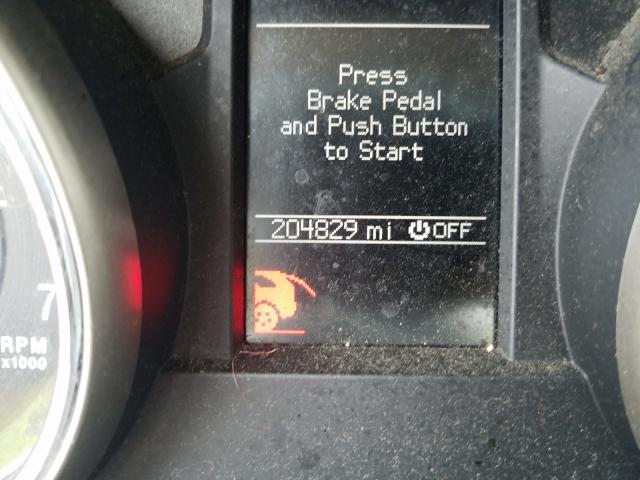 Press
Brake Pedal
and Push Button
to Start
204829 mi OFF
7
RPM
x1000